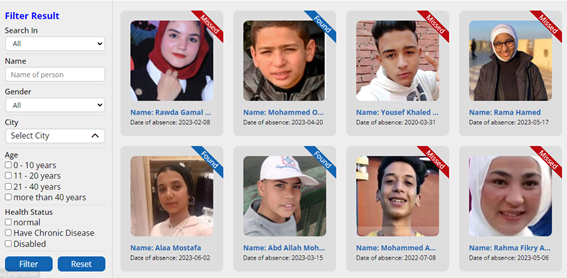 Filter Result
Search In
All
Name
Name of person
Gender
All
City
Select City
Age
0 - 10 years
11 - 20 years
21 - 40 years
more than 40 years
Health Status
normal
Have Chronic Disease
Disabled
Filter Reset
Missed
Name: Rawda Gamal ...
Date of absence: 2023-02-08
Found
Name: Mohammed O...
Date of absence: 2023-04-20
Missed
Name: Yousef Khaled ...
Date of absence: 2020-03-31
Missed
Name: Rama Hamed
Date of absence: 2023-05-17
Found
Name: Alaa Mostafa
Date of absence: 2023-06-02
Found
Name: Abd Allah Moh...
Date of absence: 2023-03-15
Missed
Name: Mohammed A...
Date of absence: 2022-07-08
Missed
Name: Rahma Fikry A...
Date of absence: 2023-05-06